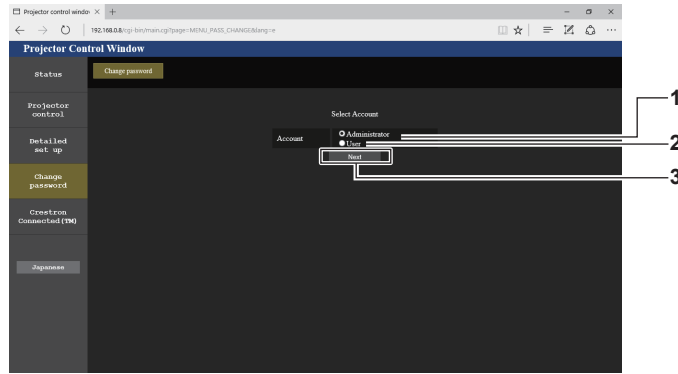 Projector control window
192.168.0.8/cgi-bin/main.cgi?page=MENU_PASS_CHANGE&lang=e
Projector Control Window
Status
Change password
Projector
control
Select Account
1
Account
Administrator
User
2
Detailed
set up
Next
3
Change
password
Crestron
Connected(TM)
Japanese